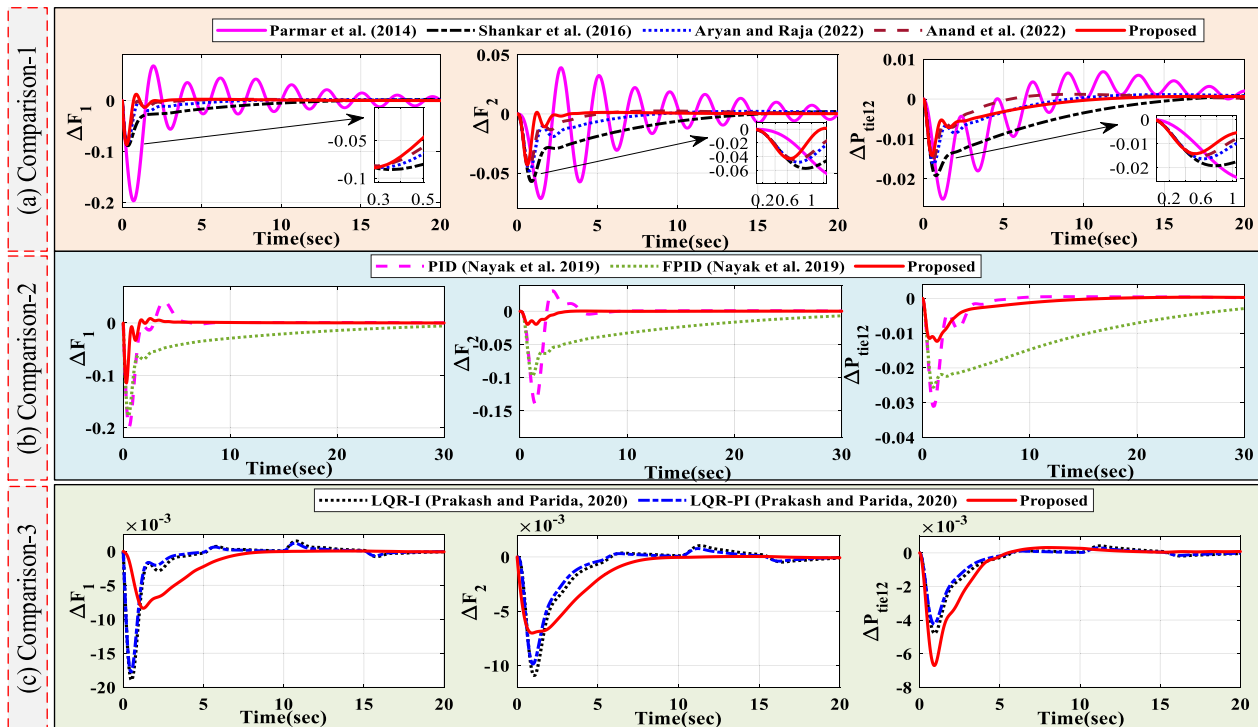 (a) Comparison-1
Parmar et al. (2014) Shankar et al. (2016) Aryan and Raja (2022) Anand et al. (2022) Proposed
ΔF1
0
-0.1
-0.2
0 5 10 15 20
Time(sec)
0
-0.05
-0.1
0.3 0.5
ΔF2
0.05
0
-0.05
0 5 10 15 20
Time(sec)
0
-0.02
-0.04
-0.06
0.2 0.6 1
ΔPtie12
0.01
0
-0.01
-0.02
0 5 10 15 20
Time(sec)
0
-0.01
-0.02
0.2 0.6 1
(b) Comparison-2
PID (Nayak et al. 2019) FPID (Nayak et al. 2019) Proposed
ΔF1
0
-0.1
-0.2
0 10 20 30
Time(sec)
ΔF2
0
-0.05
-0.1
-0.15
0 10 20 30
Time(sec)
ΔPtie12
0
-0.01
-0.02
-0.03
-0.04
0 10 20 30
Time(sec)
(c) Comparison-3
LQR-I (Prakash and Parida, 2020) LQR-PI (Prakash and Parida, 2020) Proposed
×10-3
ΔF1
0
-5
-10
-15
-20
0 5 10 15 20
Time(sec)
×10-3
ΔF2
0
-5
-10
0 5 10 15 20
Time(sec)
×10-3
ΔPtie12
0
-2
-4
-6
-8
0 5 10 15 20
Time(sec)